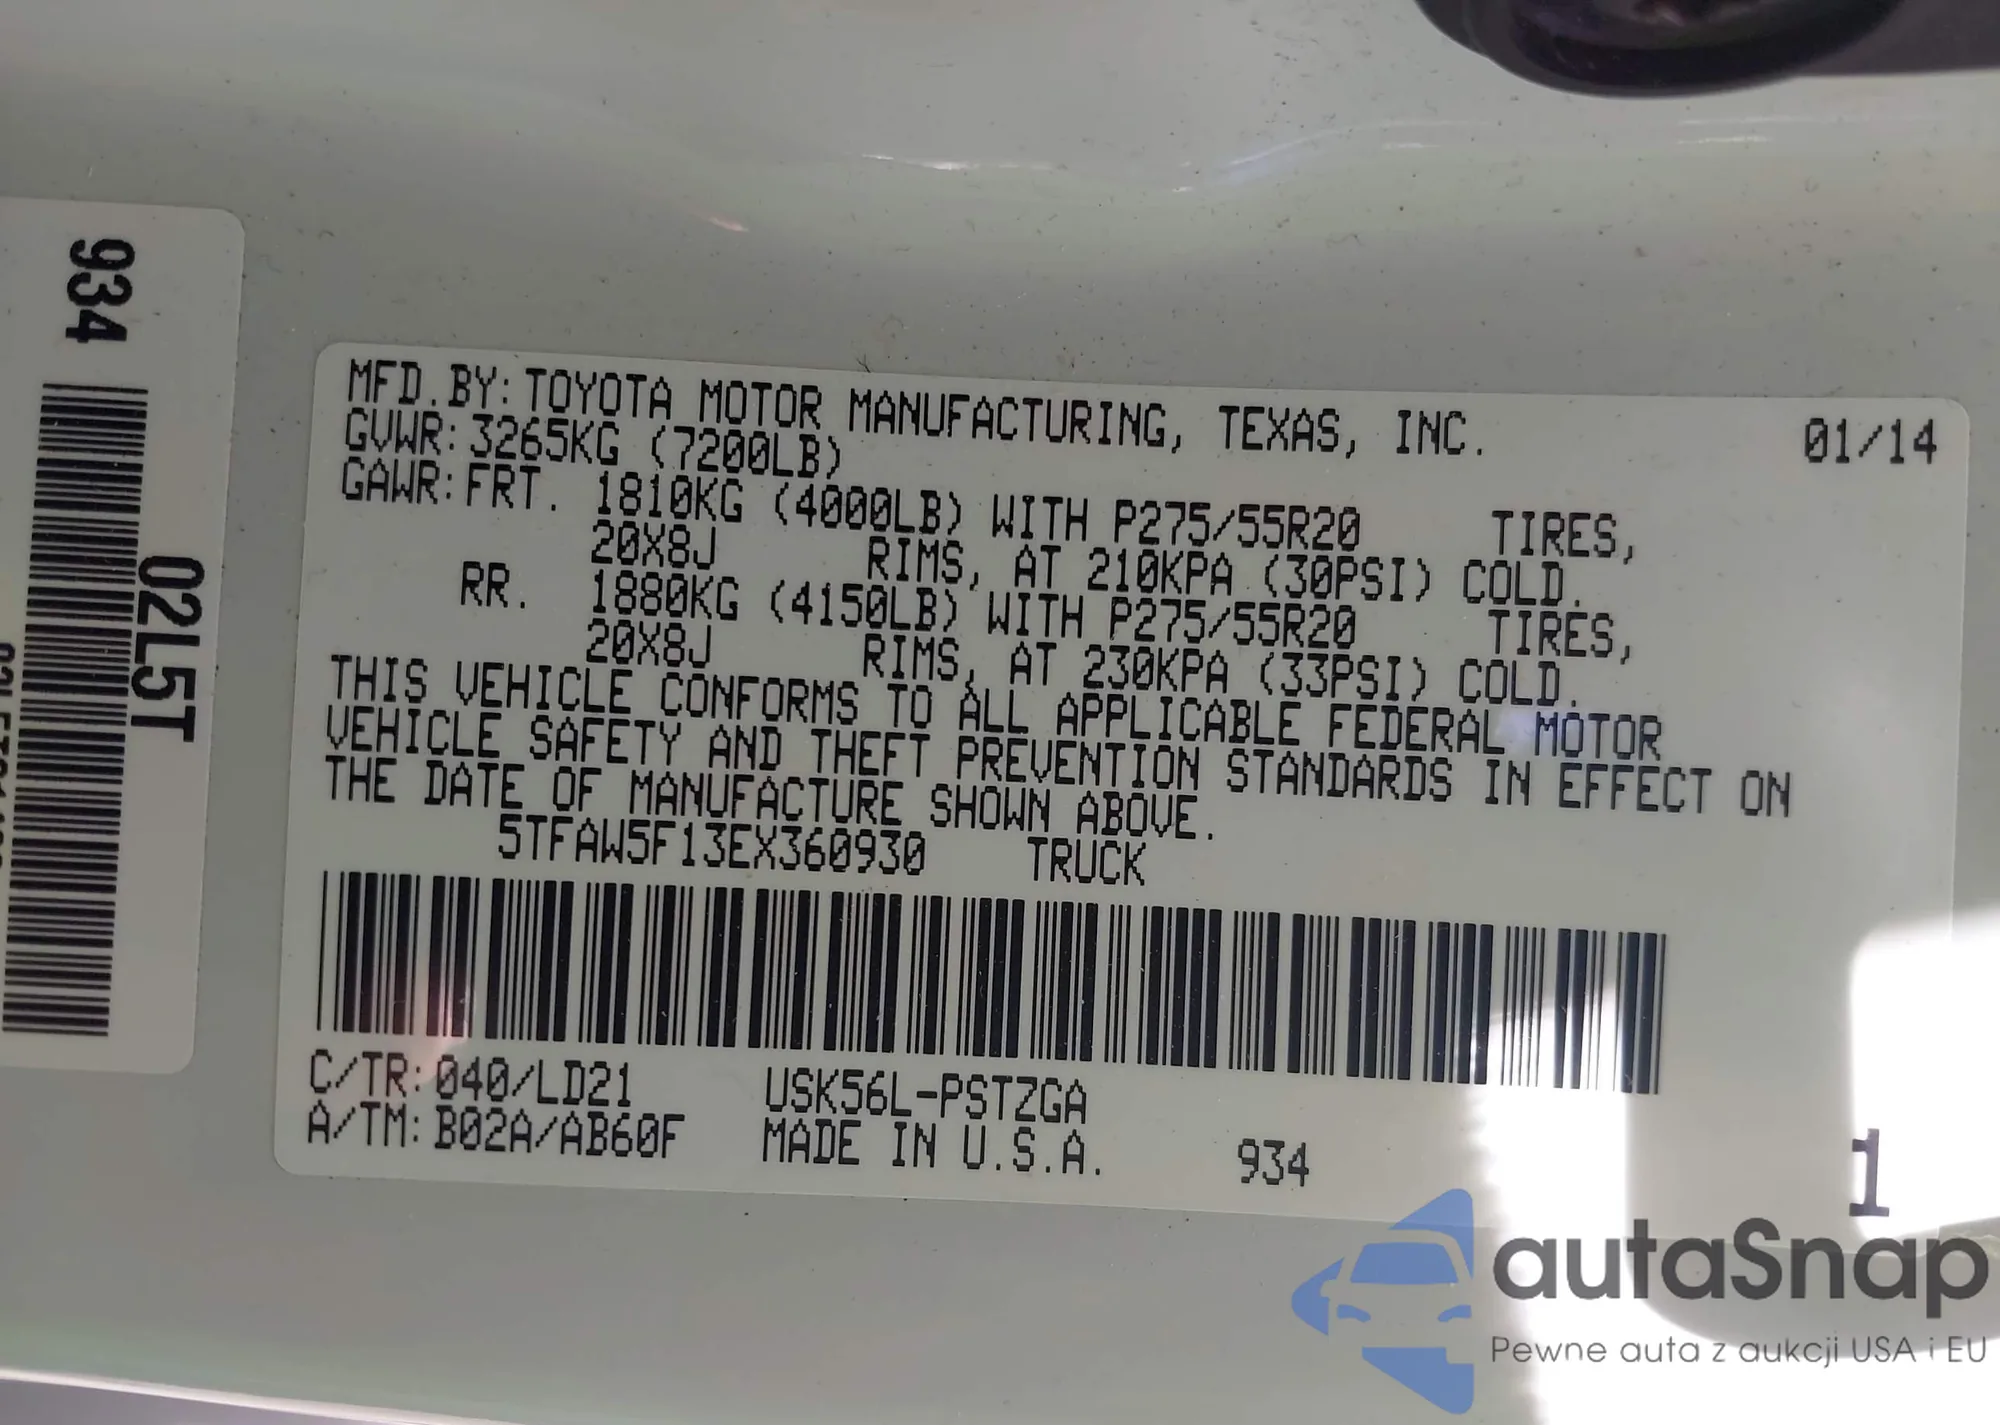 934
02L5T
MFD.BY: TOYOTA MOTOR MANUFACTURING, TEXAS, INC. 01/14
GVWR: 3265KG (7200LB)
GAWR: FRT. 1810KG (4000LB) WITH P275/55R20 TIRES,
20X8J RIMS, AT 210KPA (30PSI) COLD.
RR. 1880KG (4150LB) WITH P275/55R20 TIRES,
20X8J RIMS, AT 230KPA (33PSI) COLD.
THIS VEHICLE CONFORMS TO ALL APPLICABLE FEDERAL MOTOR
VEHICLE SAFETY AND THEFT PREVENTION STANDARDS IN EFFECT ON
THE DATE OF MANUFACTURE SHOWN ABOVE.
5TFAW5F13EX360930 TRUCK
C/TR: 040/LD21 USK56L-PSTZGA
A/TM: B02A/AB60F MADE IN U.S.A. 934
1
autaSnap
Pewne auta z aukcji USA i EU